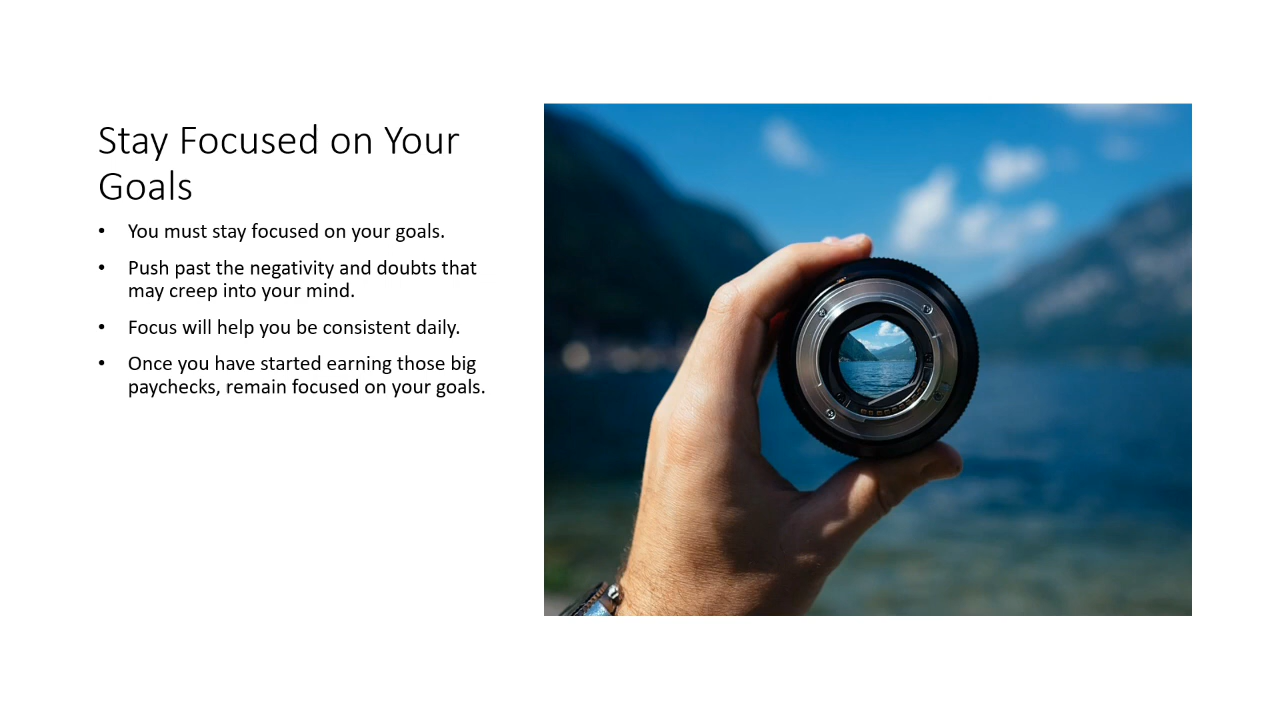 Stay Focused on Your
Goals
• You must stay focused on your goals.
• Push past the negativity and doubts that
may creep into your mind.
• Focus will help you be consistent daily.
• Once you have started earning those big
paychecks, remain focused on your goals.